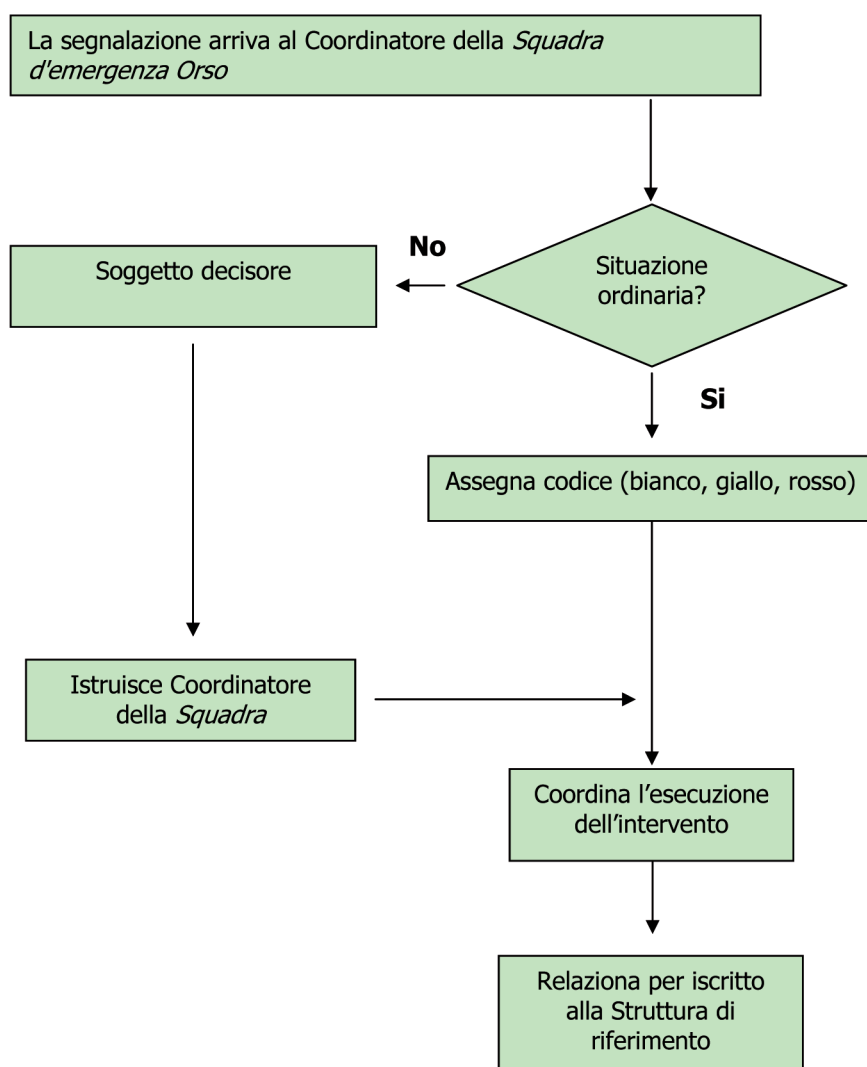 La segnalazione arriva al Coordinatore della Squadra
d'emergenza Orso
No
Soggetto decisore
Situazione
ordinaria?
Si
Assegna codice (bianco, giallo, rosso)
Istruisce Coordinatore
della Squadra
Coordina l’esecuzione
dell’intervento
Relaziona per iscritto
alla Struttura di
riferimento